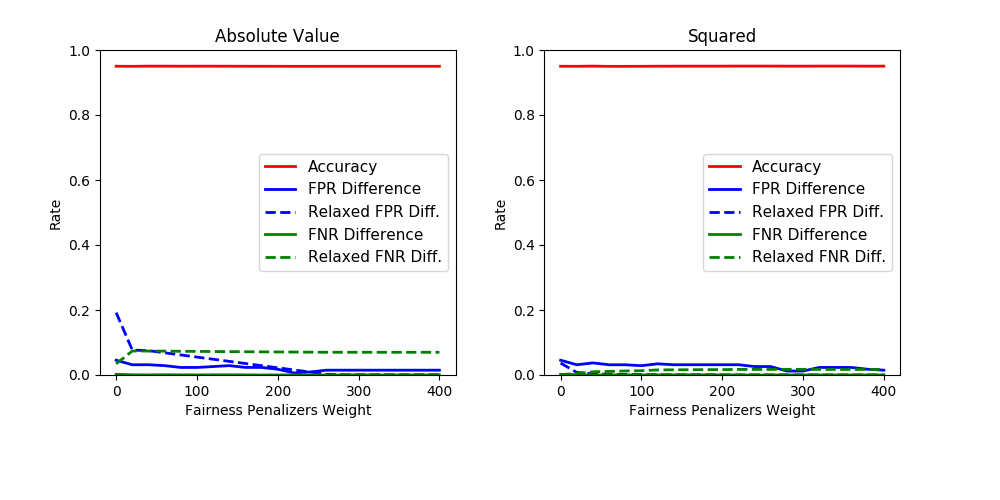 Absolute Value
1.0
0.8
0.6
0.4
0.2
0.0
Rate
0
100
200
300
400
Fairness Penalizers Weight
Accuracy
FPR Difference
Relaxed FPR Diff.
FNR Difference
Relaxed FNR Diff.
Squared
1.0
0.8
0.6
0.4
0.2
0.0
Rate
0
100
200
300
400
Fairness Penalizers Weight
Accuracy
FPR Difference
Relaxed FPR Diff.
FNR Difference
Relaxed FNR Diff.